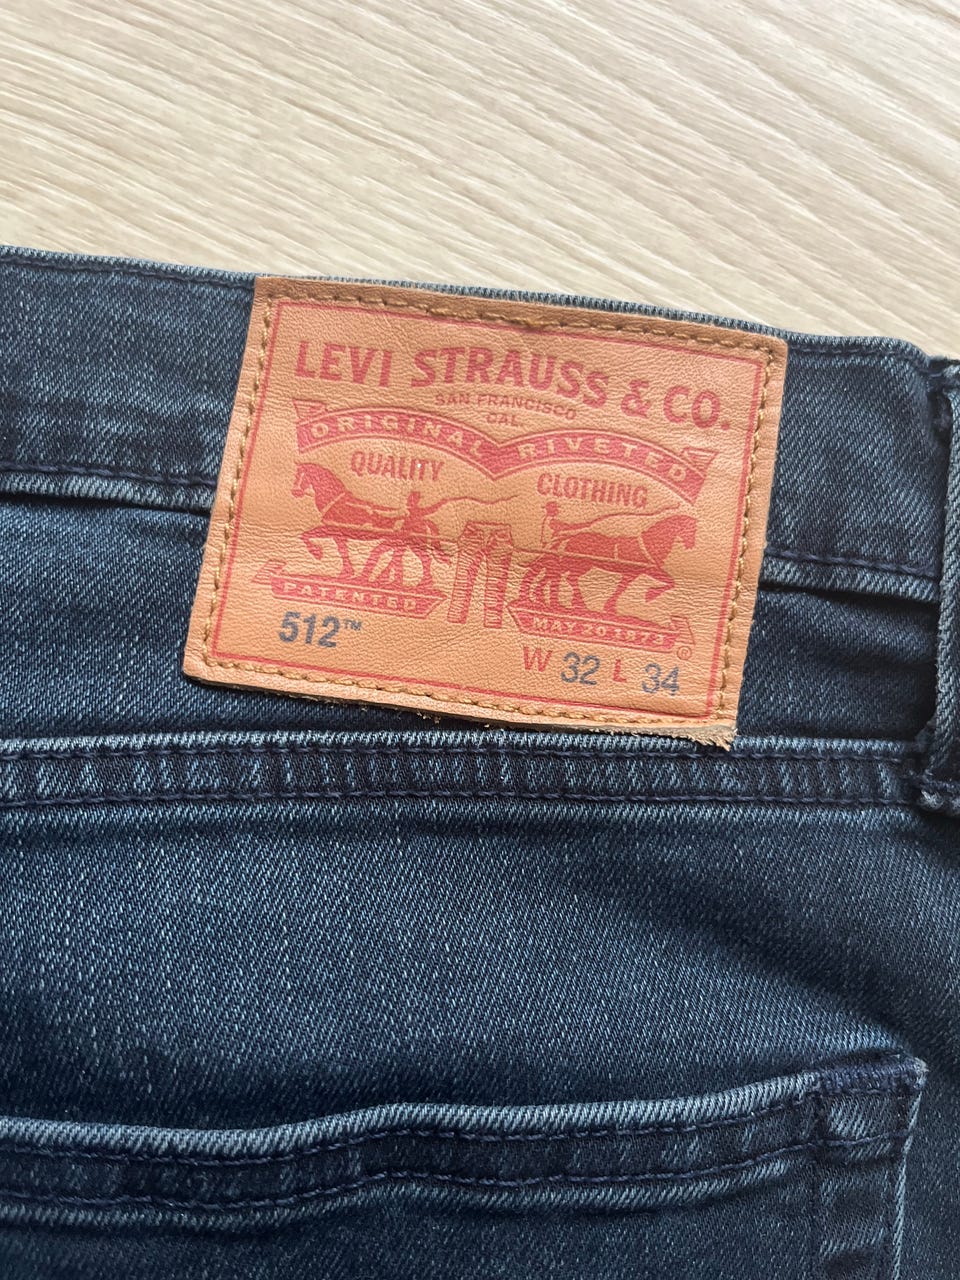 LEVI STRAUSS & CO.
SAN FRANCISCO
CAL.
ORIGINAL RIVETED
QUALITY CLOTHING
PATENTED MAY 20 1873
®
512™
W 32 L 34